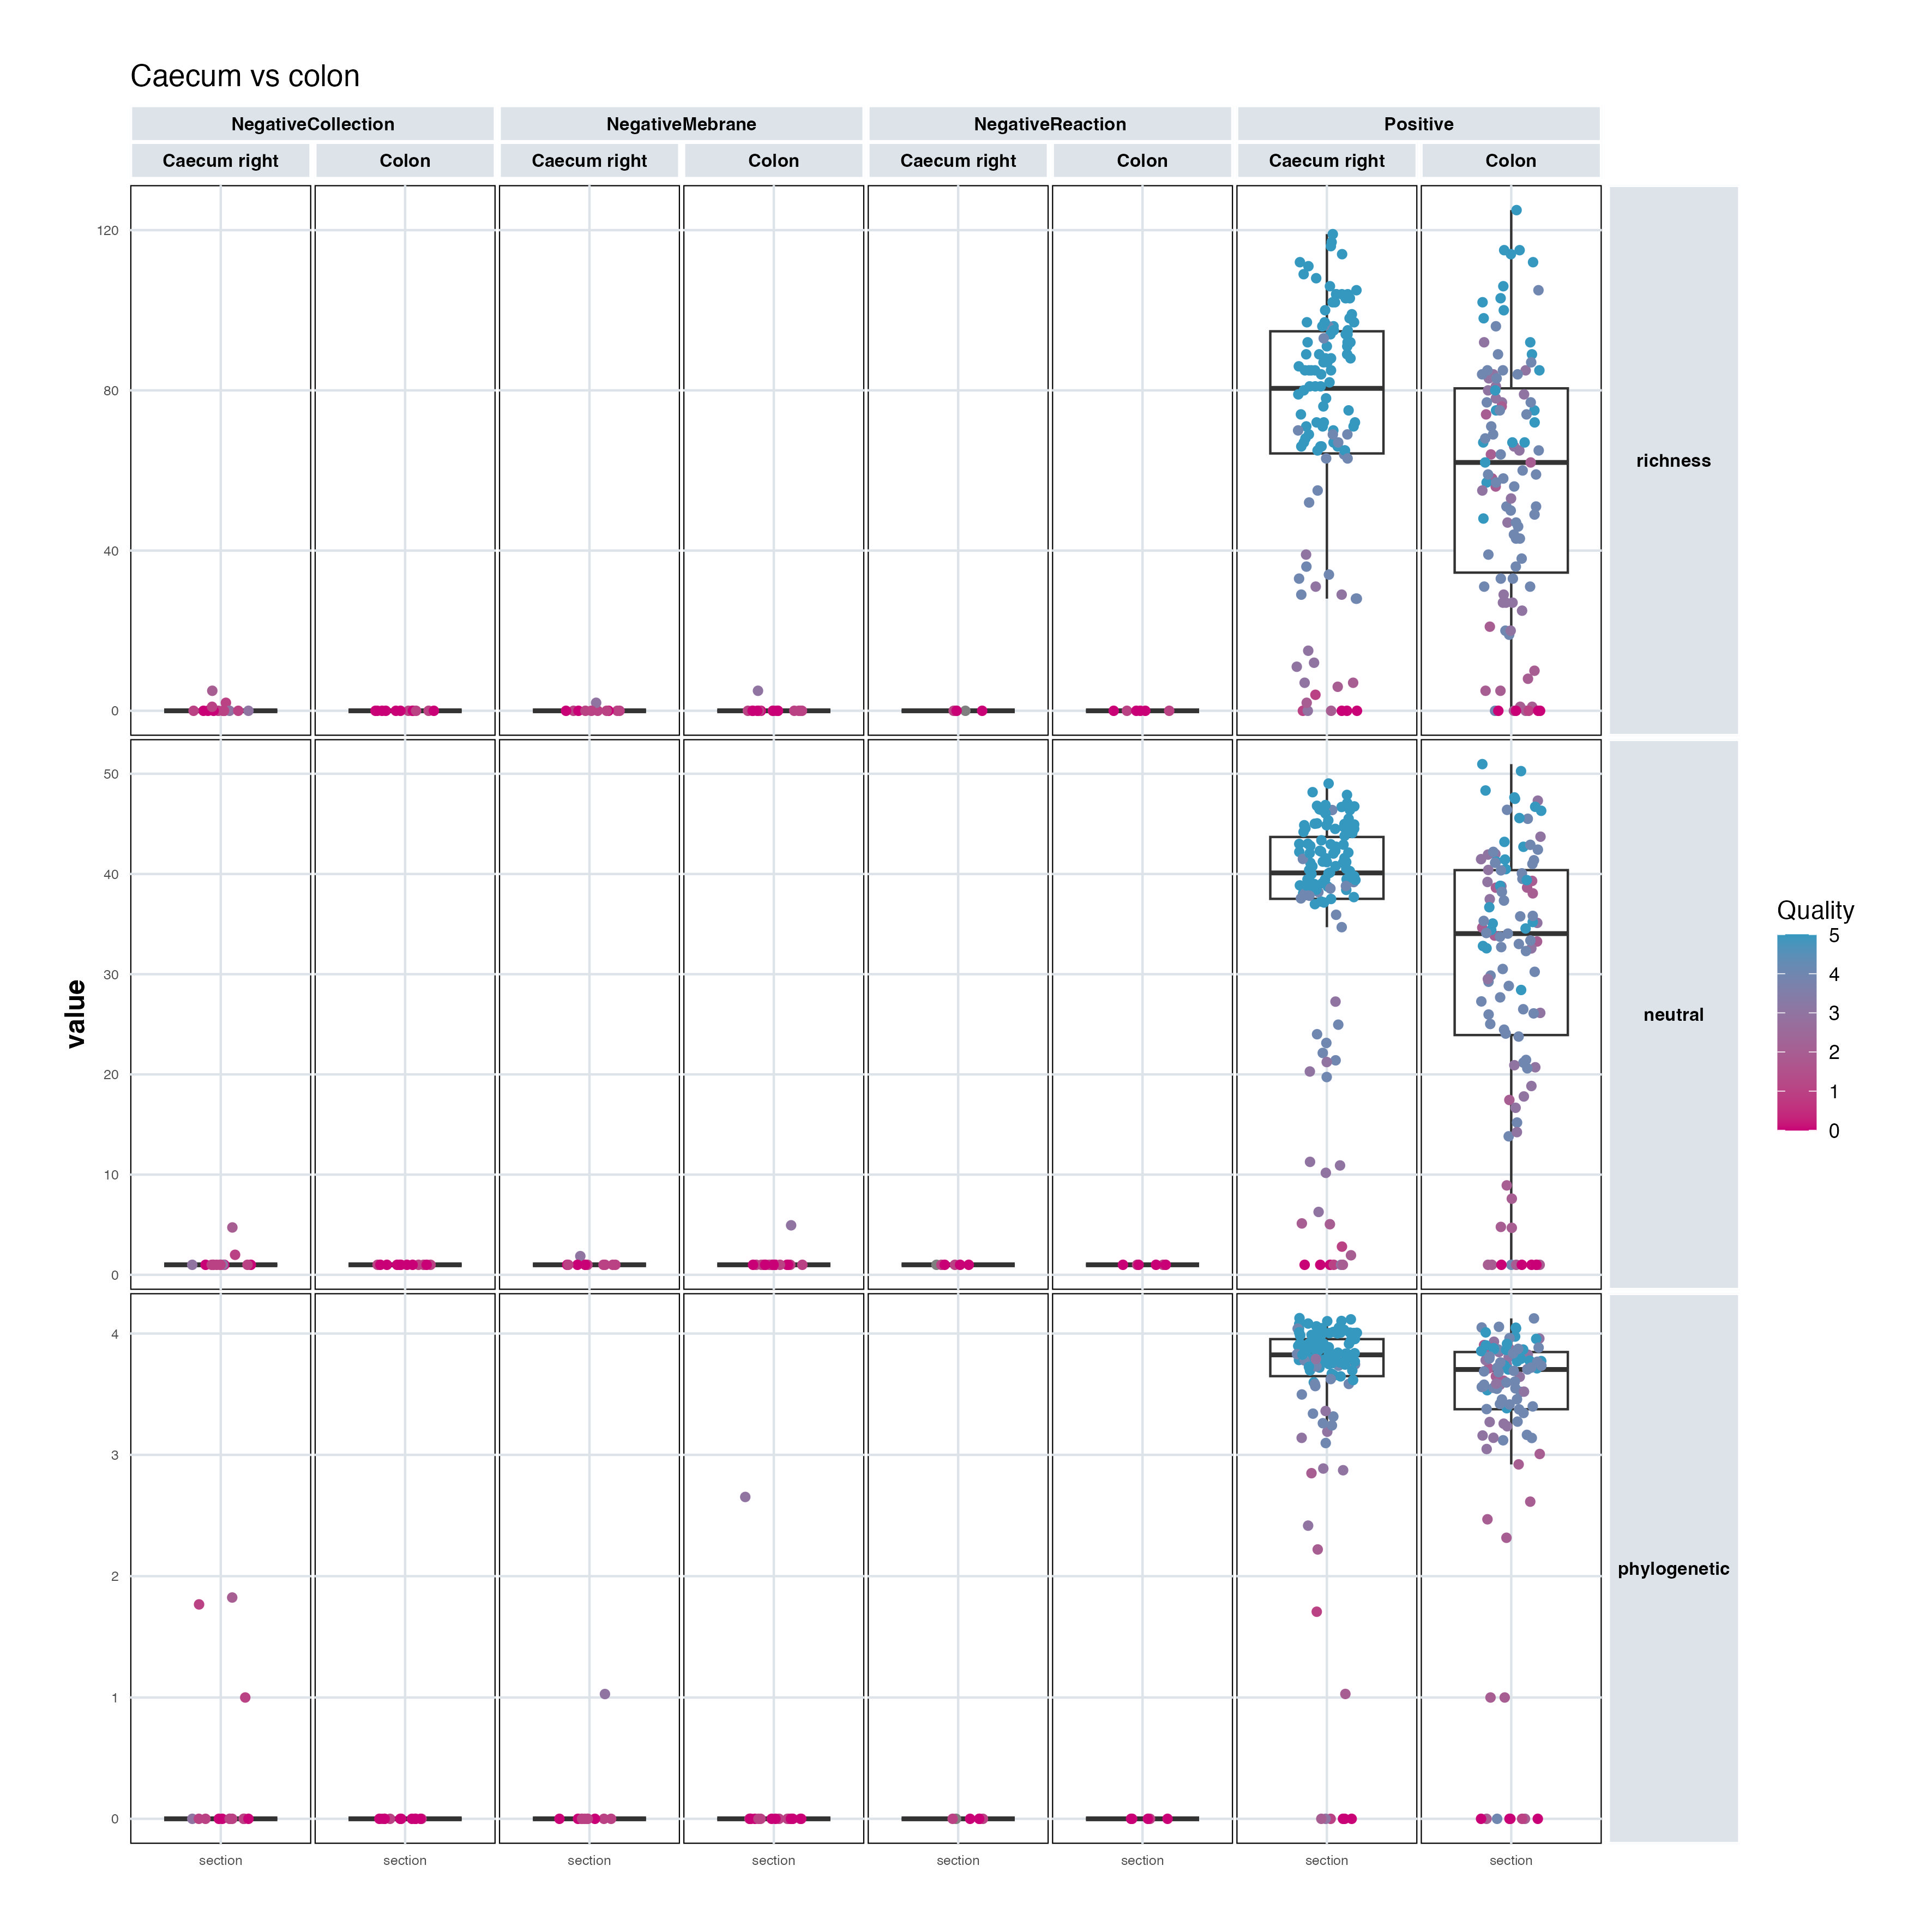 Caecum vs colon
NegativeCollection NegativeMebrane NegativeReaction Positive
Caecum right Colon Caecum right Colon Caecum right Colon Caecum right Colon
120
80
40
0
richness
50
40
30
20
10
0
neutral
4
3
2
1
0
phylogenetic
value
section section section section section section section section
Quality
5
4
3
2
1
0